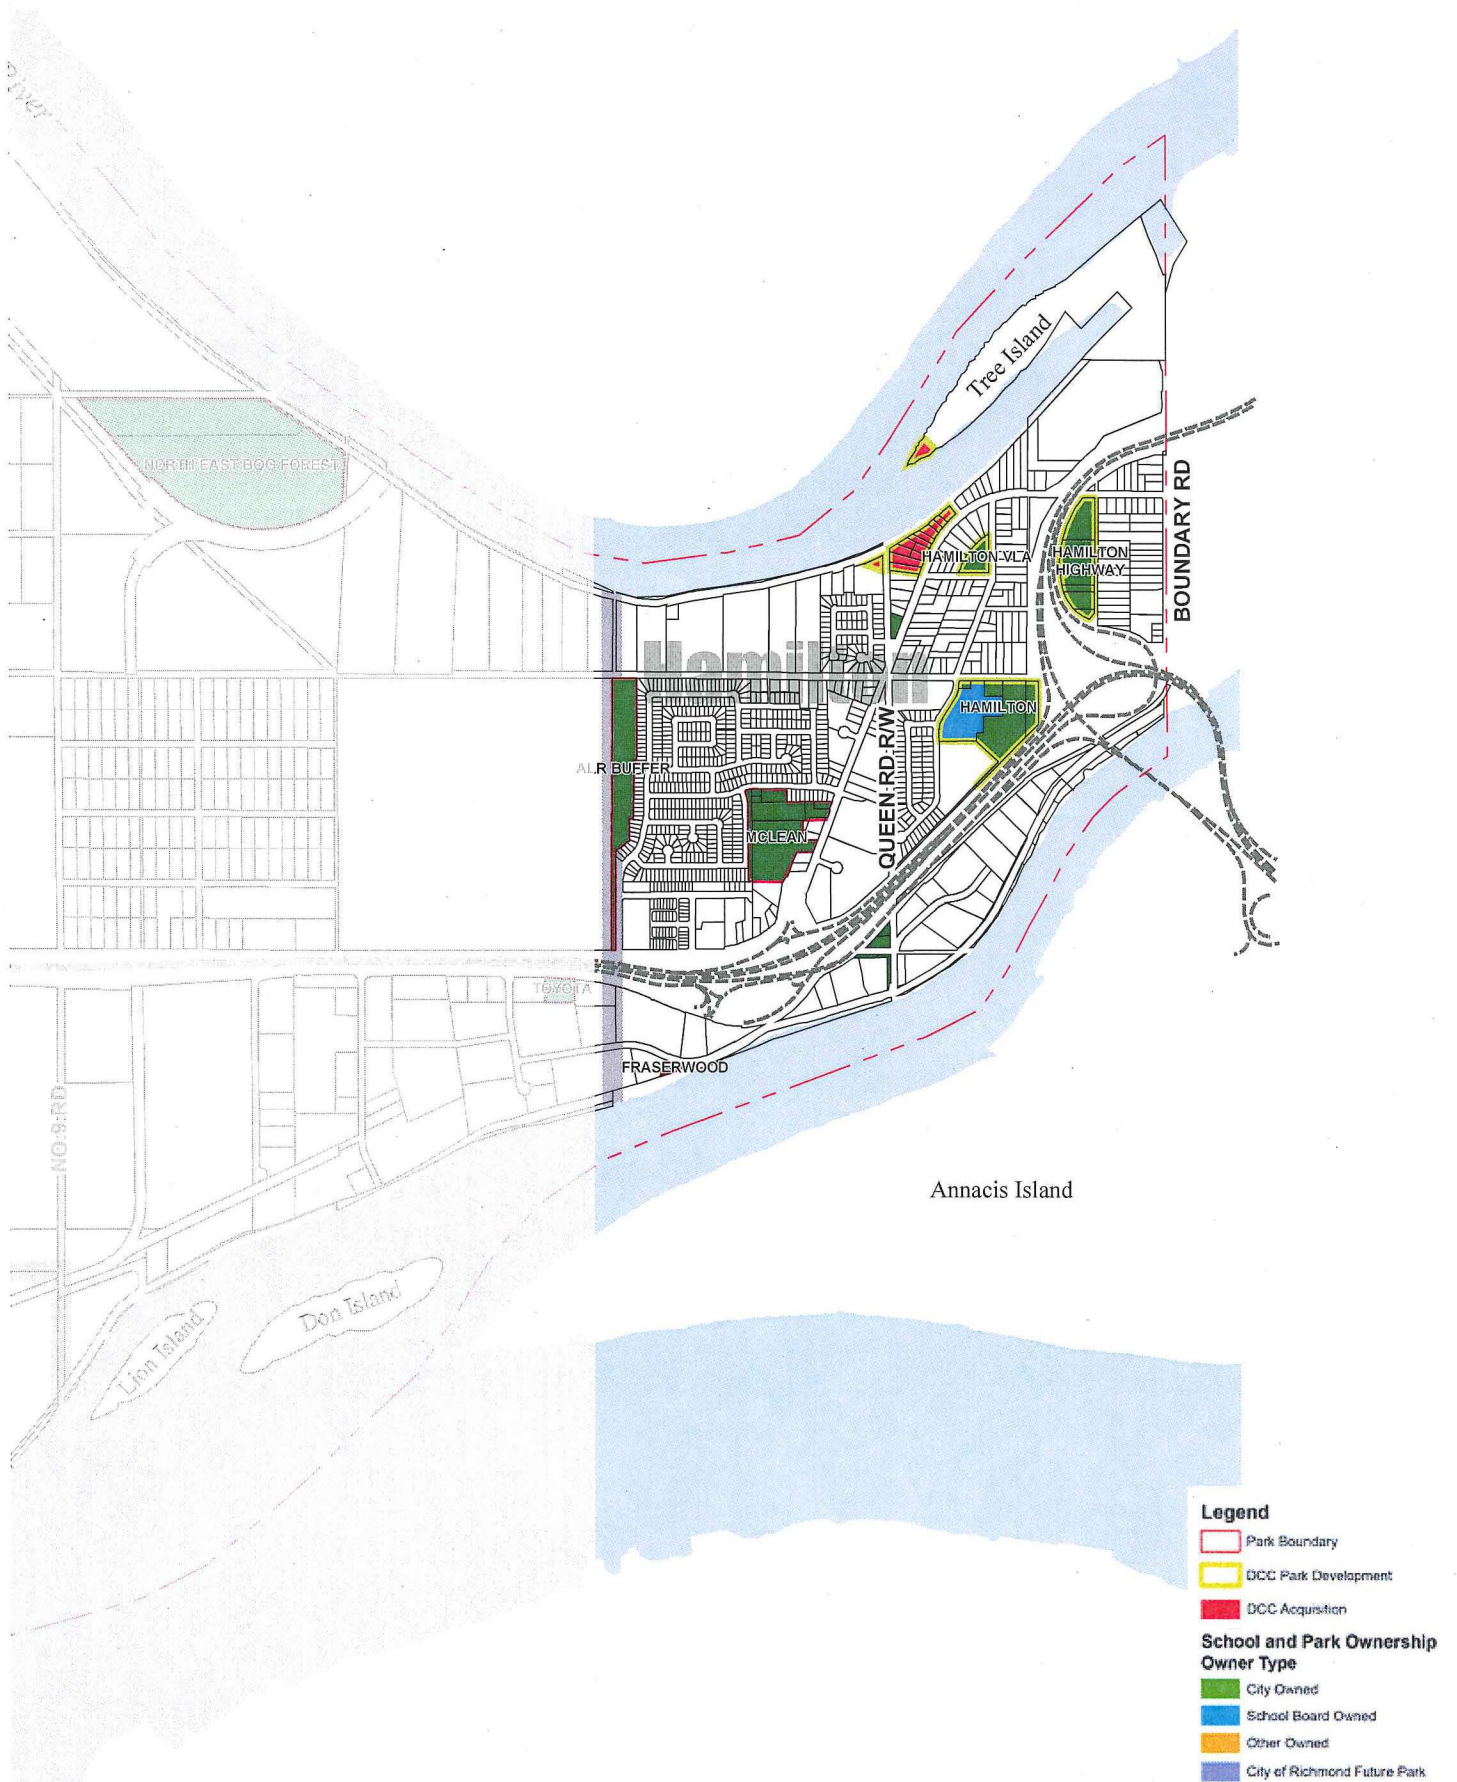 River
Tree Island
NORTH EAST BOG FOREST
BOUNDARY RD
HAMILTON VLA
HAMILTON
HIGHWAY
Hamilton
HAMILTON
QUEEN RD R/W
ALR BUFFER
MCLEAN
TOYOTA
FRASERWOOD
NO 9 RD
Annacis Island
Don Island
Lion Island
Legend
Park Boundary
DCC Park Development
DCC Acquisition
School and Park Ownership
Owner Type
City Owned
School Board Owned
Other Owned
City of Richmond Future Park